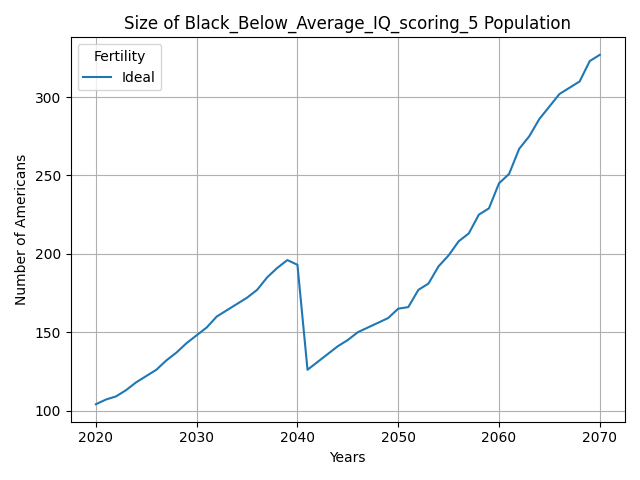 Size of Black_Below_Average_IQ_scoring_5 Population
Fertility
Ideal
Number of Americans
300
250
200
150
100
2020 2030 2040 2050 2060 2070
Years